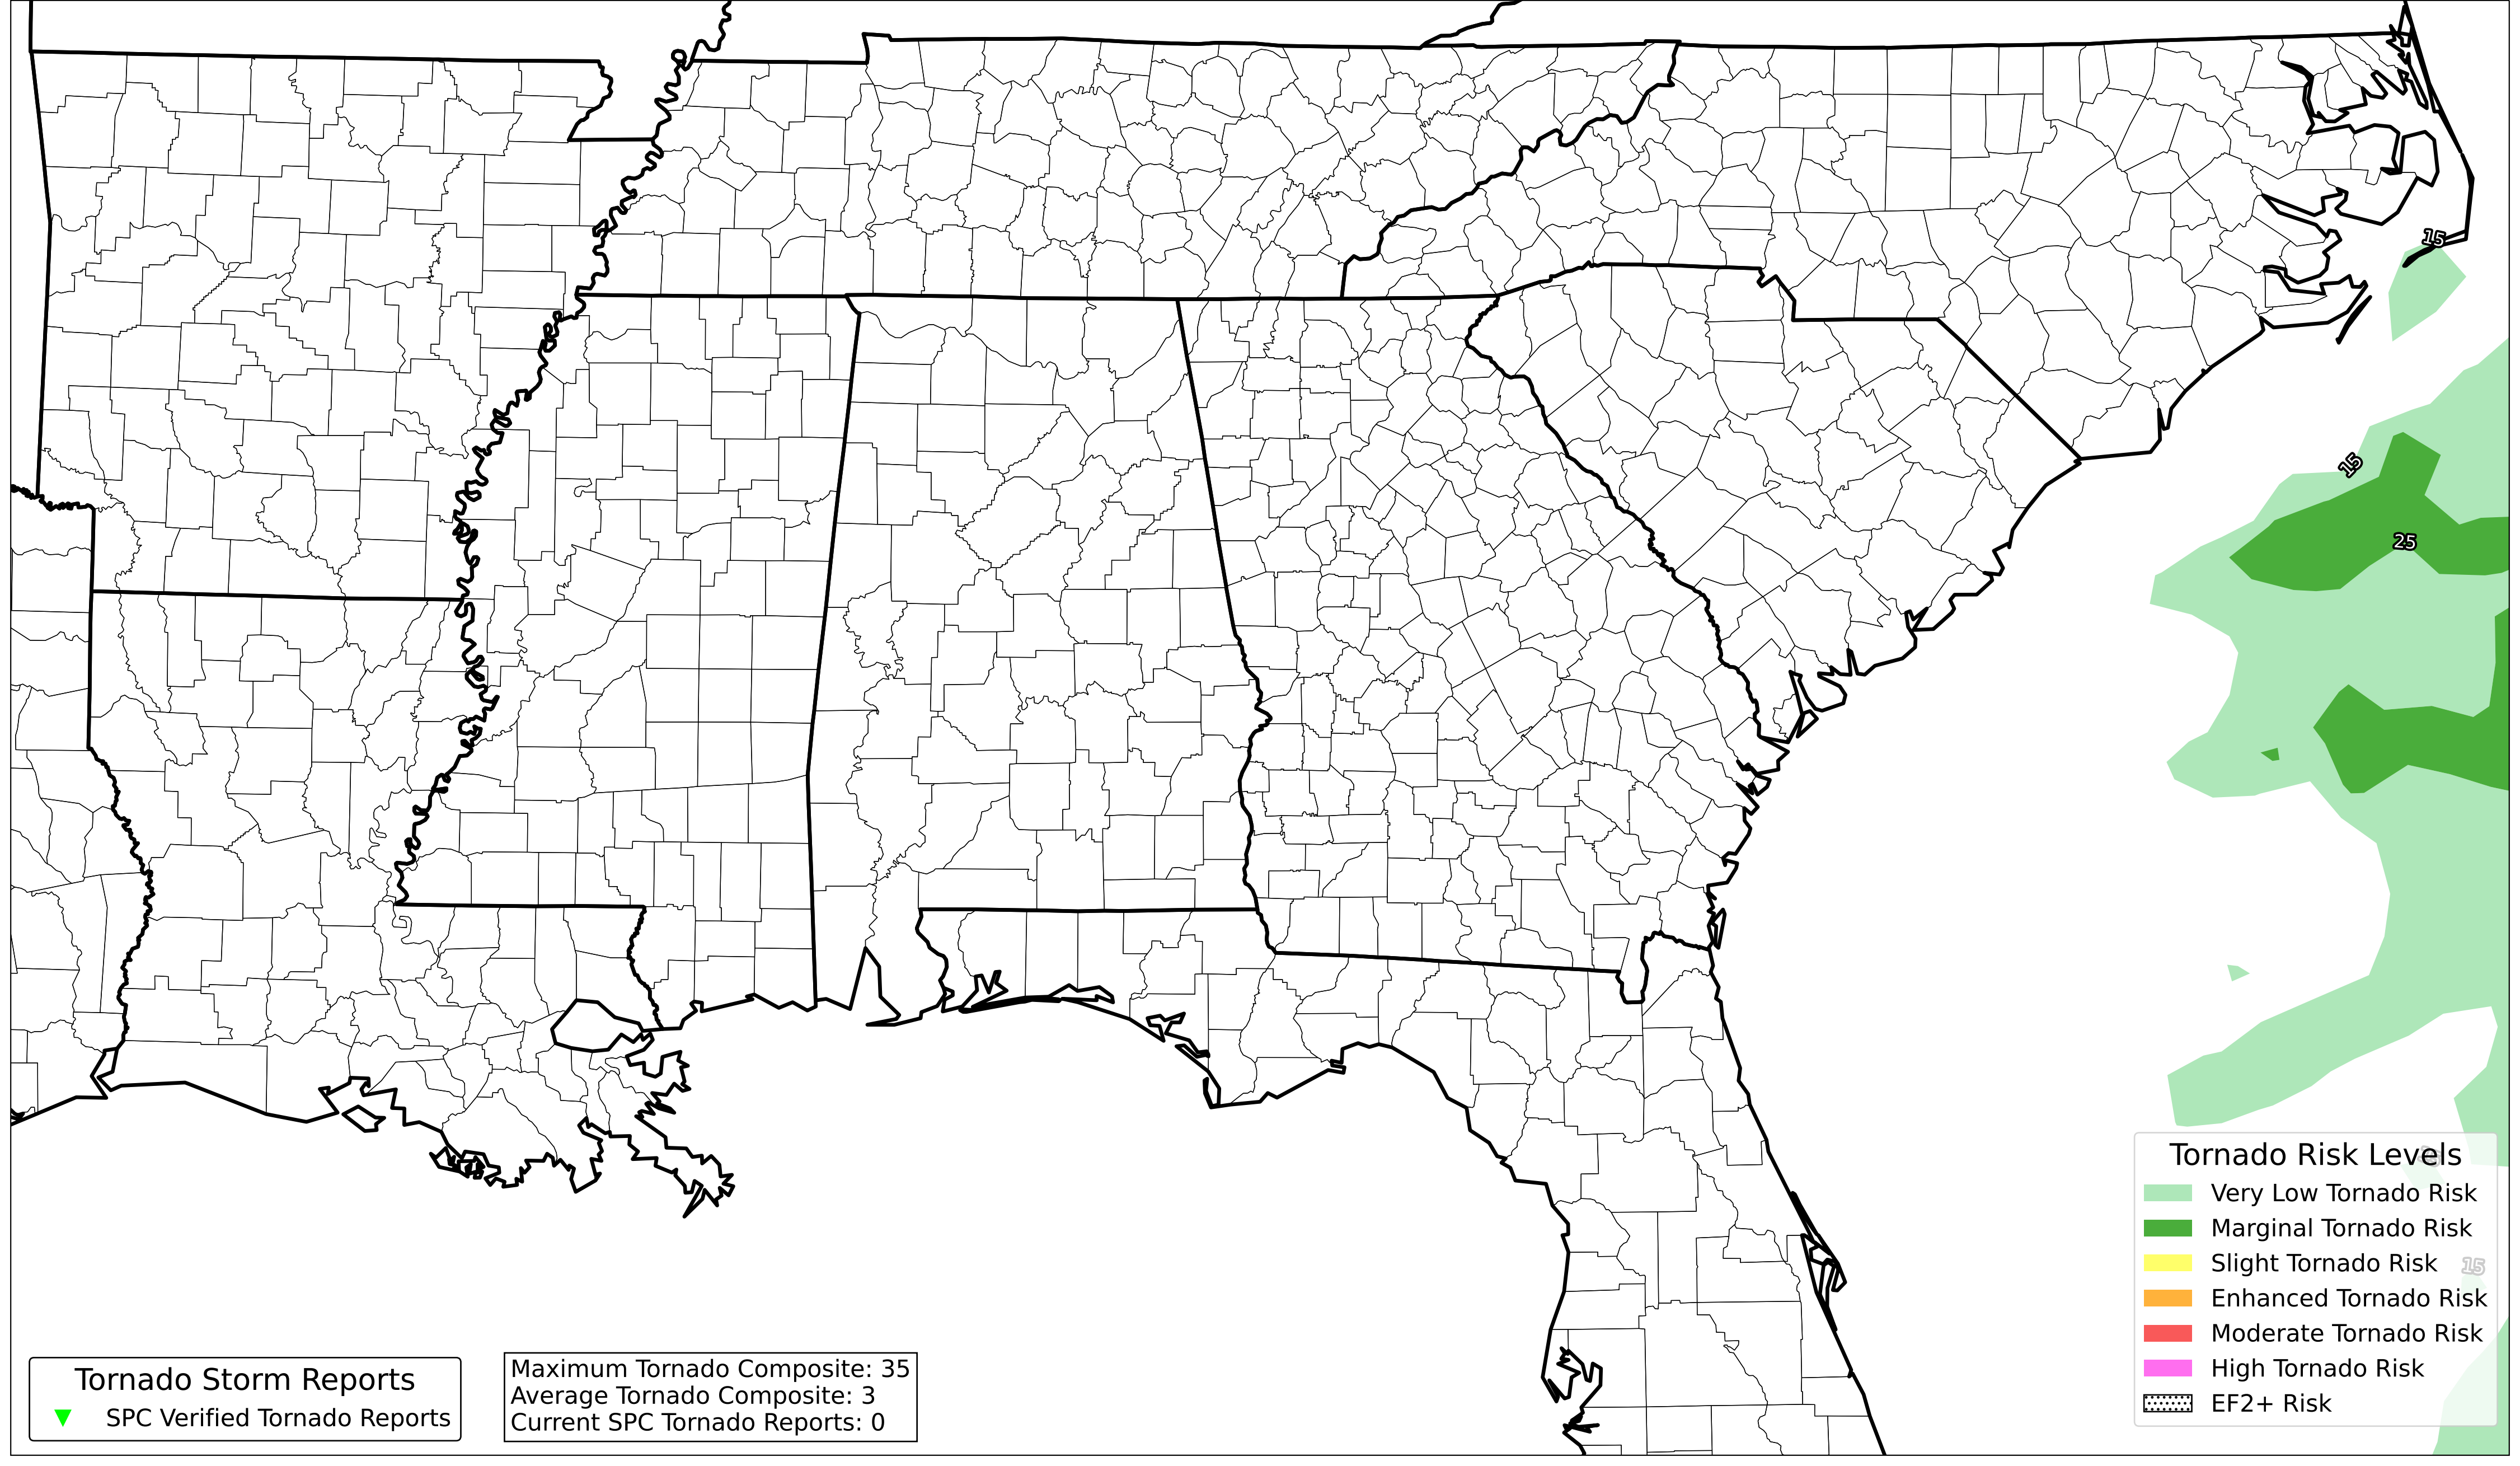 15
15
25
Tornado Risk Levels
Very Low Tornado Risk
Marginal Tornado Risk
Slight Tornado Risk
15
Enhanced Tornado Risk
Moderate Tornado Risk
High Tornado Risk
EF2+ Risk
Tornado Storm Reports
SPC Verified Tornado Reports
Maximum Tornado Composite: 35
Average Tornado Composite: 3
Current SPC Tornado Reports: 0